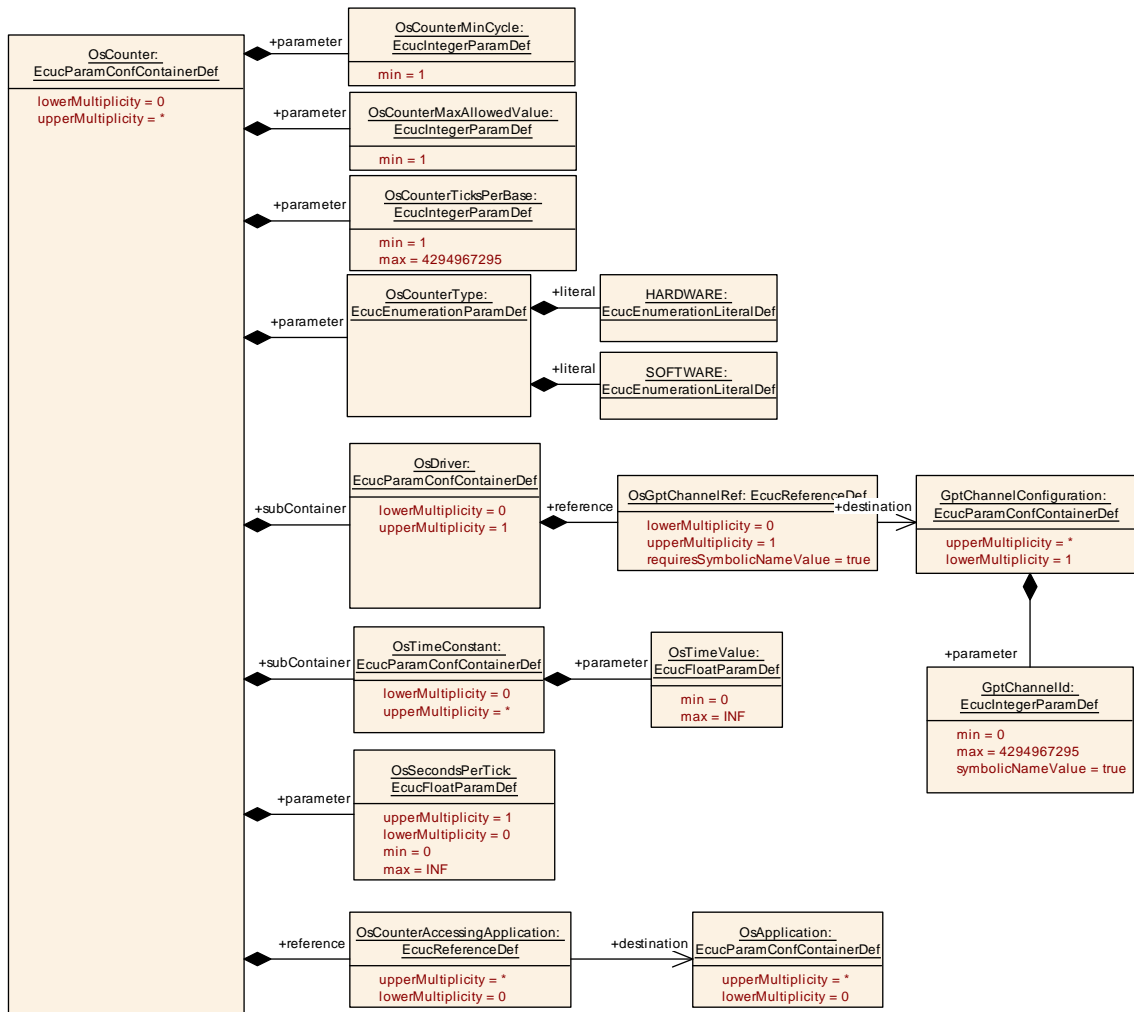 OsCounter:
EcucParamConfContainerDef
lowerMultiplicity = 0
upperMultiplicity = *
+parameter
OsCounterMinCycle:
EcucIntegerParamDef
min = 1
+parameter
OsCounterMaxAllowedValue:
EcucIntegerParamDef
min = 1
+parameter
OsCounterTicksPerBase:
EcucIntegerParamDef
min = 1
max = 4294967295
+parameter
OsCounterType:
EcucEnumerationParamDef
+literal
HARDWARE:
EcucEnumerationLiteralDef
+literal
SOFTWARE:
EcucEnumerationLiteralDef
+subContainer
OsDriver:
EcucParamConfContainerDef
lowerMultiplicity = 0
upperMultiplicity = 1
+reference
OsGptChannelRef: EcucReferenceDef
lowerMultiplicity = 0
upperMultiplicity = 1
requiresSymbolicNameValue = true
+destination
GptChannelConfiguration:
EcucParamConfContainerDef
upperMultiplicity = *
lowerMultiplicity = 1
+parameter
GptChannelId:
EcucIntegerParamDef
min = 0
max = 4294967295
symbolicNameValue = true
+subContainer
OsTimeConstant:
EcucParamConfContainerDef
lowerMultiplicity = 0
upperMultiplicity = *
+parameter
OsTimeValue:
EcucFloatParamDef
min = 0
max = INF
+parameter
OsSecondsPerTick:
EcucFloatParamDef
upperMultiplicity = 1
lowerMultiplicity = 0
min = 0
max = INF
+reference
OsCounterAccessingApplication:
EcucReferenceDef
upperMultiplicity = *
lowerMultiplicity = 0
+destination
OsApplication:
EcucParamConfContainerDef
upperMultiplicity = *
lowerMultiplicity = 0